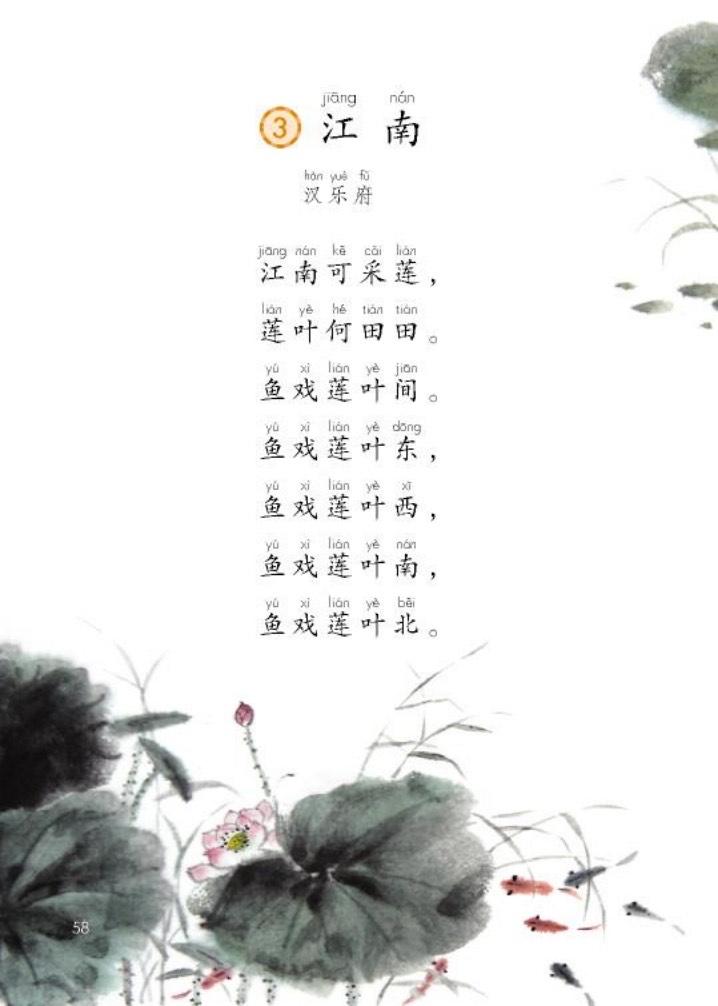 jiāng nán
3 江南
hàn yuè fǔ
汉乐府
jiāng nán kě cǎi lián
江南可采莲，
lián yè hé tián tián
莲叶何田田。
yú xì lián yè jiān
鱼戏莲叶间。
yú xì lián yè dōng
鱼戏莲叶东，
yú xì lián yè xī
鱼戏莲叶西，
yú xì lián yè nán
鱼戏莲叶南，
yú xì lián yè běi
鱼戏莲叶北。
58